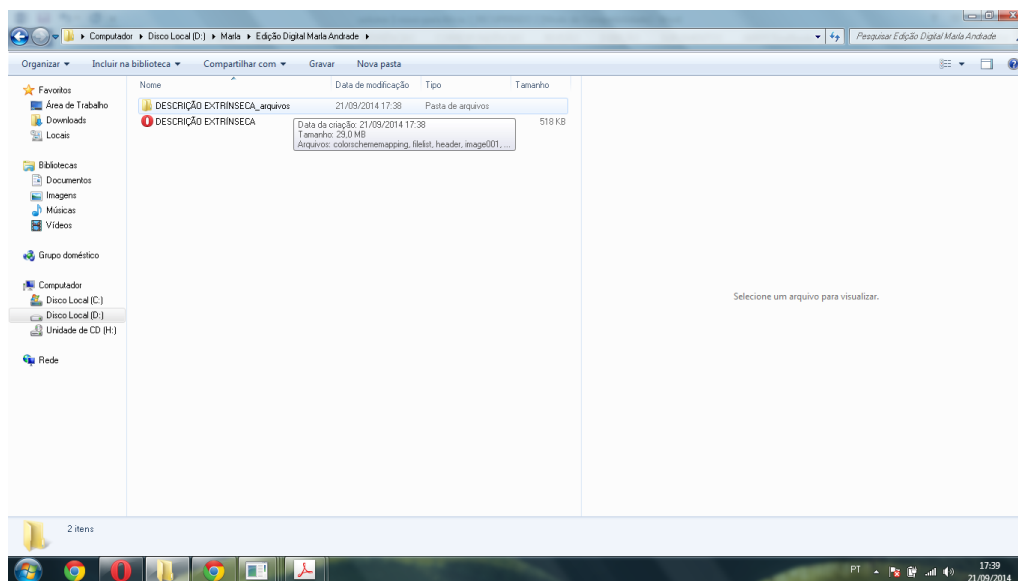 Computador ▸ Disco Local (D:) ▸ Marla ▸ Edição Digital Marla Andrade ▸
Pesquisar Edição Digital Marla Andrade
Organizar Incluir na biblioteca Compartilhar com Gravar Nova pasta
Nome Data de modificação Tipo Tamanho
DESCRIÇÃO EXTRÍNSECA_arquivos 21/09/2014 17:38 Pasta de arquivos
DESCRIÇÃO EXTRÍNSECA 518 KB
Data da criação: 21/09/2014 17:38
Tamanho: 29,0 MB
Arquivos: colorschememapping, filelist, header, image001, ...
Favoritos
Área de Trabalho
Downloads
Locais
Bibliotecas
Documentos
Imagens
Músicas
Vídeos
Grupo doméstico
Computador
Disco Local (C:)
Disco Local (D:)
Unidade de CD (H:)
Rede
Selecione um arquivo para visualizar.
2 itens
PT
17:39
21/09/2014